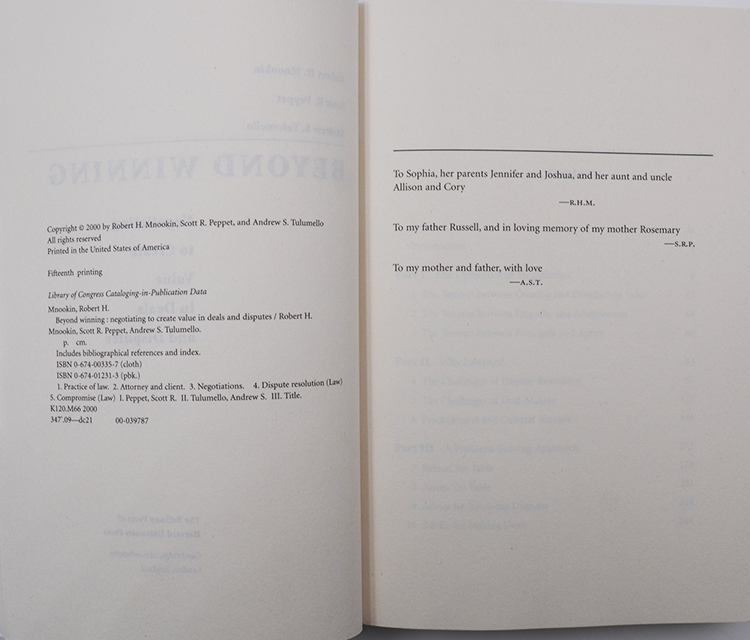 Copyright © 2000 by Robert H. Mnookin, Scott R. Peppet, and Andrew S. Tulumello
All rights reserved
Printed in the United States of America
Fifteenth printing
Library of Congress Cataloging-in-Publication Data
Mnookin, Robert H.
Beyond winning : negotiating to create value in deals and disputes / Robert H.
Mnookin, Scott R. Peppet, Andrew S. Tulumello.
p. cm.
Includes bibliographical references and index.
ISBN 0-674-00335-7 (cloth)
ISBN 0-674-01231-3 (pbk.)
1. Practice of law. 2. Attorney and client. 3. Negotiations. 4. Dispute resolution (Law)
5. Compromise (Law) I. Peppet, Scott R. II. Tulumello, Andrew S. III. Title.
K120.M66 2000
347'.09—dc21 00-039787
To Sophia, her parents Jennifer and Joshua, and her aunt and uncle
Allison and Cory
—R.H.M.
To my father Russell, and in loving memory of my mother Rosemary
—S.R.P.
To my mother and father, with love
—A.S.T.